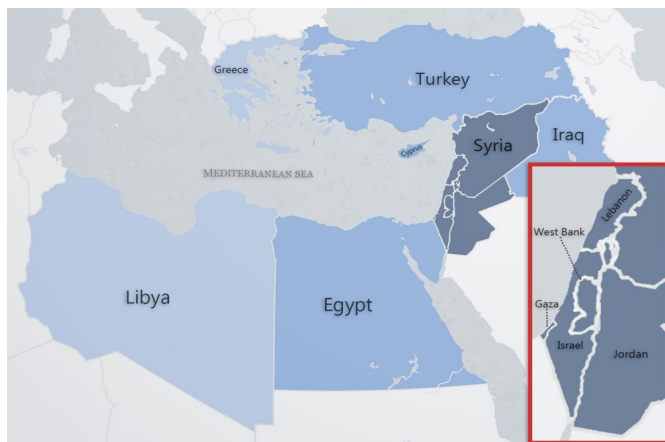 Greece
Turkey
Cyprus
Syria
Iraq
MEDITERRANEAN SEA
Libya
Egypt
Lebanon
West Bank
Gaza
Israel
Jordan